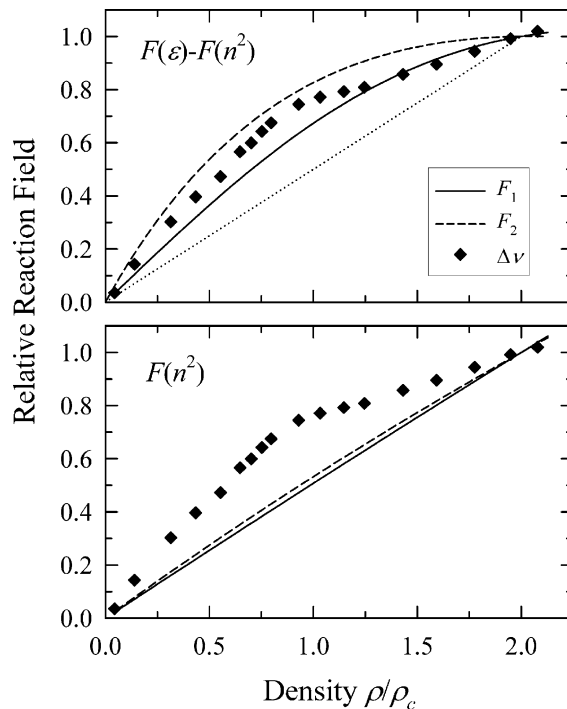 Relative Reaction Field
1.0
0.8
0.6
0.4
0.2
0.0
F(ε)-F(n²)
F₁
F₂
Δν
1.0
0.8
0.6
0.4
0.2
0.0
F(n²)
0.0 0.5 1.0 1.5 2.0
Density ρ/ρc